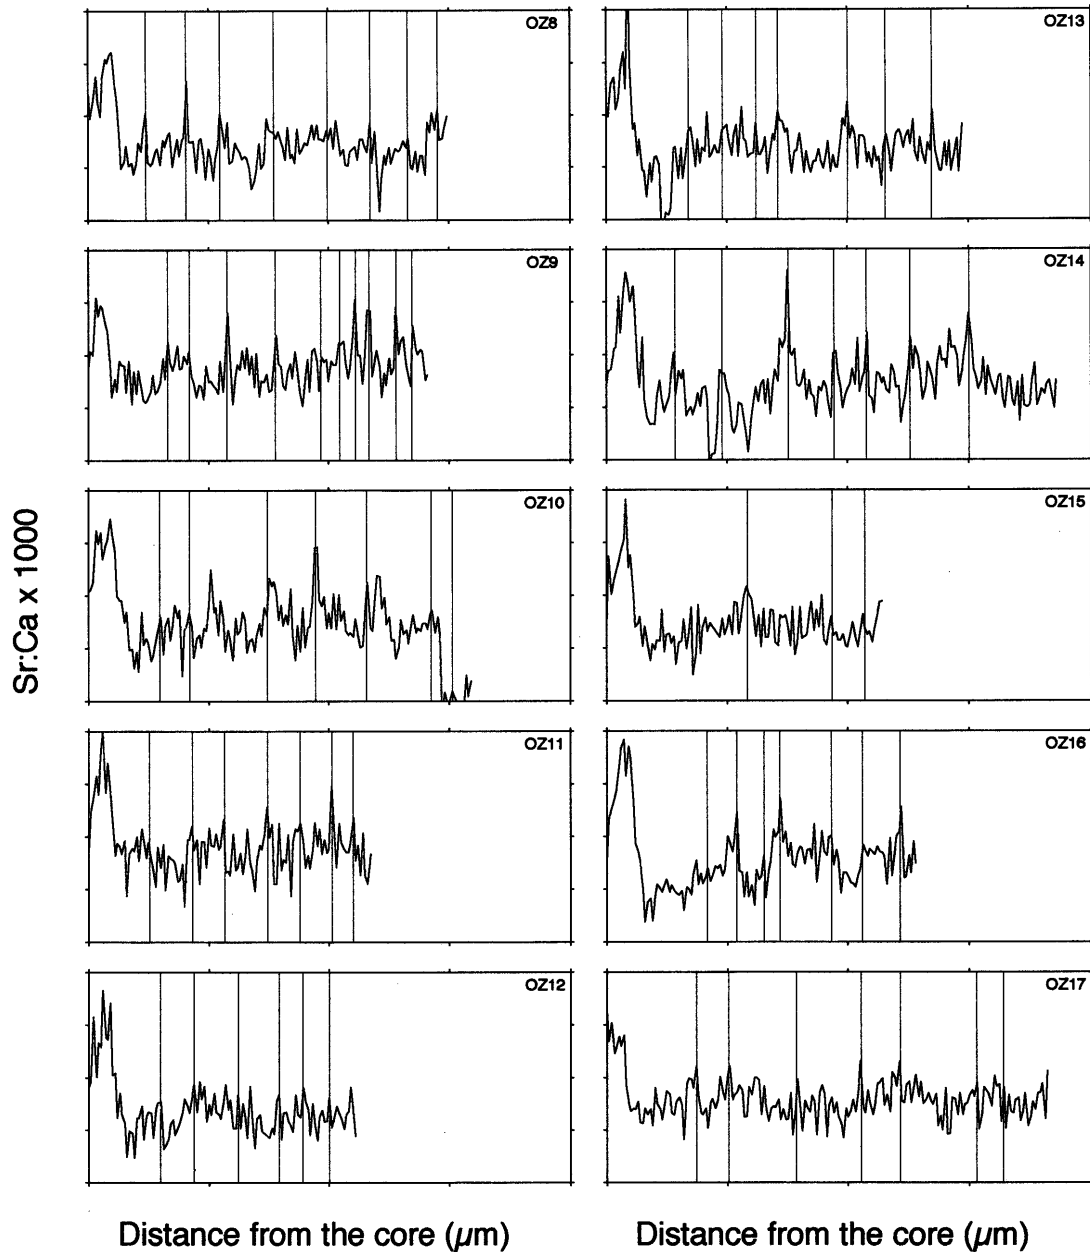 OZ8
OZ13
OZ9
OZ14
OZ10
OZ15
Sr:Ca x 1000
OZ11
OZ16
OZ12
OZ17
Distance from the core (µm)
Distance from the core (µm)